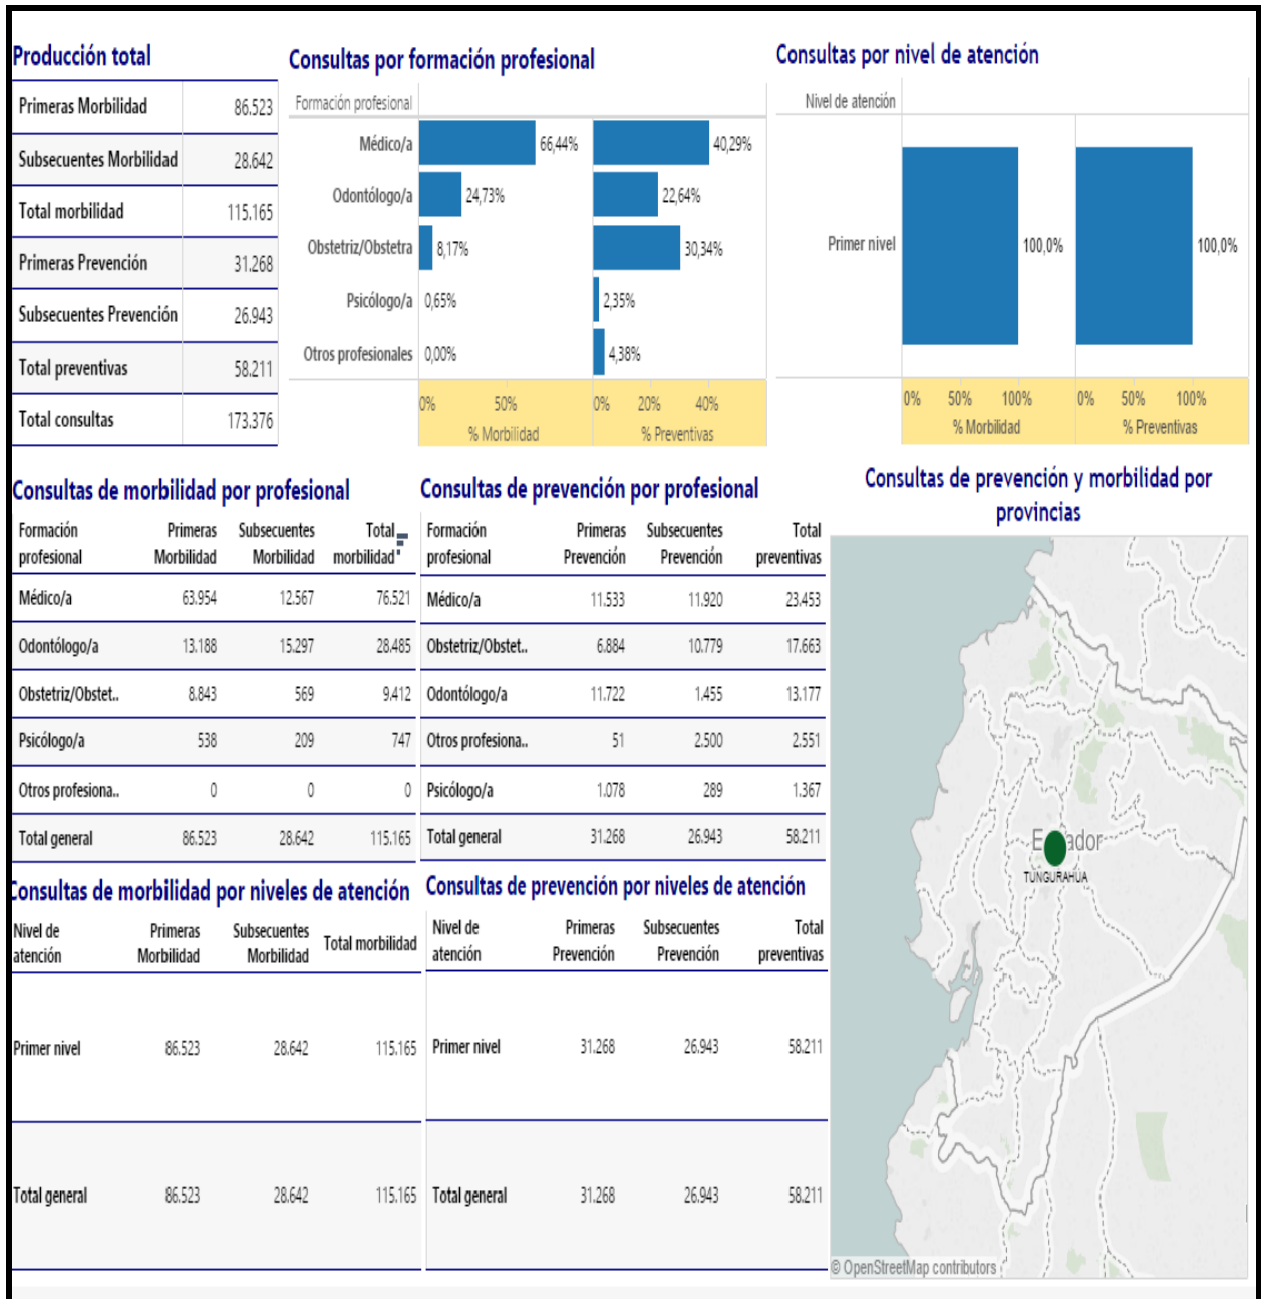 Producción total
Primeras Morbilidad 86.523
Subsecuentes Morbilidad 28.642
Total morbilidad 115.165
Primeras Prevención 31.268
Subsecuentes Prevención 26.943
Total preventivas 58.211
Total consultas 173.376
Consultas por formación profesional
Formación profesional
Médico/a 66,44% 40,29%
Odontólogo/a 24,73% 22,64%
Obstetriz/Obstetra 8,17% 30,34%
Psicólogo/a 0,65% 2,35%
Otros profesionales 0,00% 4,38%
0% 50% 0% 20% 40%
% Morbilidad % Preventivas
Consultas por nivel de atención
Nivel de atención
Primer nivel 100,0% 100,0%
0% 50% 100% 0% 50% 100%
% Morbilidad % Preventivas
Consultas de morbilidad por profesional
Formación Primeras Subsecuentes Total
profesional Morbilidad Morbilidad morbilidad
Médico/a 63.954 12.567 76.521
Odontólogo/a 13.188 15.297 28.485
Obstetriz/Obstet.. 8.843 569 9.412
Psicólogo/a 538 209 747
Otros profesiona.. 0 0 0
Total general 86.523 28.642 115.165
Consultas de prevención por profesional
Formación Primeras Subsecuentes Total
profesional Prevención Prevención preventivas
Médico/a 11.533 11.920 23.453
Obstetriz/Obstet.. 6.884 10.779 17.663
Odontólogo/a 11.722 1.455 13.177
Otros profesiona.. 51 2.500 2.551
Psicólogo/a 1.078 289 1.367
Total general 31.268 26.943 58.211
Consultas de prevención y morbilidad por
provincias
E ador
TUNGURAHUA
© OpenStreetMap contributors
Consultas de morbilidad por niveles de atención
Nivel de Primeras Subsecuentes Total morbilidad
atención Morbilidad Morbilidad
Primer nivel 86.523 28.642 115.165
Total general 86.523 28.642 115.165
Consultas de prevención por niveles de atención
Nivel de Primeras Subsecuentes Total
atención Prevención Prevención preventivas
Primer nivel 31.268 26.943 58.211
Total general 31.268 26.943 58.211